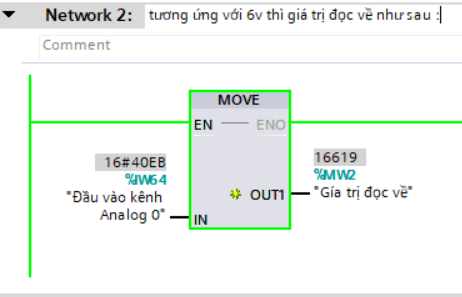 Network 2: tương ứng với 6v thì giá trị đọc về như sau :
Comment
MOVE
EN ENO
16#40EB
%IW64
"Đầu vào kênh
Analog 0"
IN
OUT1
16619
%MW2
"Gía trị đọc về"